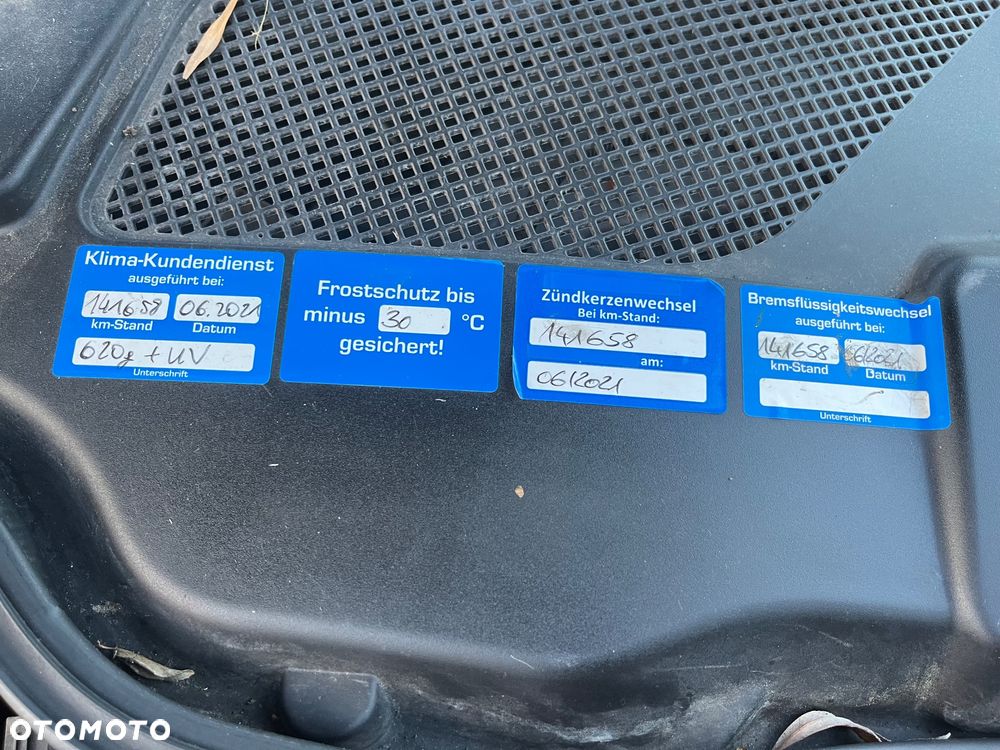 Klima-Kundendienst
ausgeführt bei:
141658 06.2021
km-Stand Datum
620g + UV
Unterschrift
Frostschutz bis
minus 30 °C
gesichert!
Zündkerzenwechsel
Bei km-Stand:
141658
am:
06/2021
Bremsflüssigkeitswechsel
ausgeführt bei:
141658 6/2021
km-Stand Datum
Unterschrift
OTOMOTO